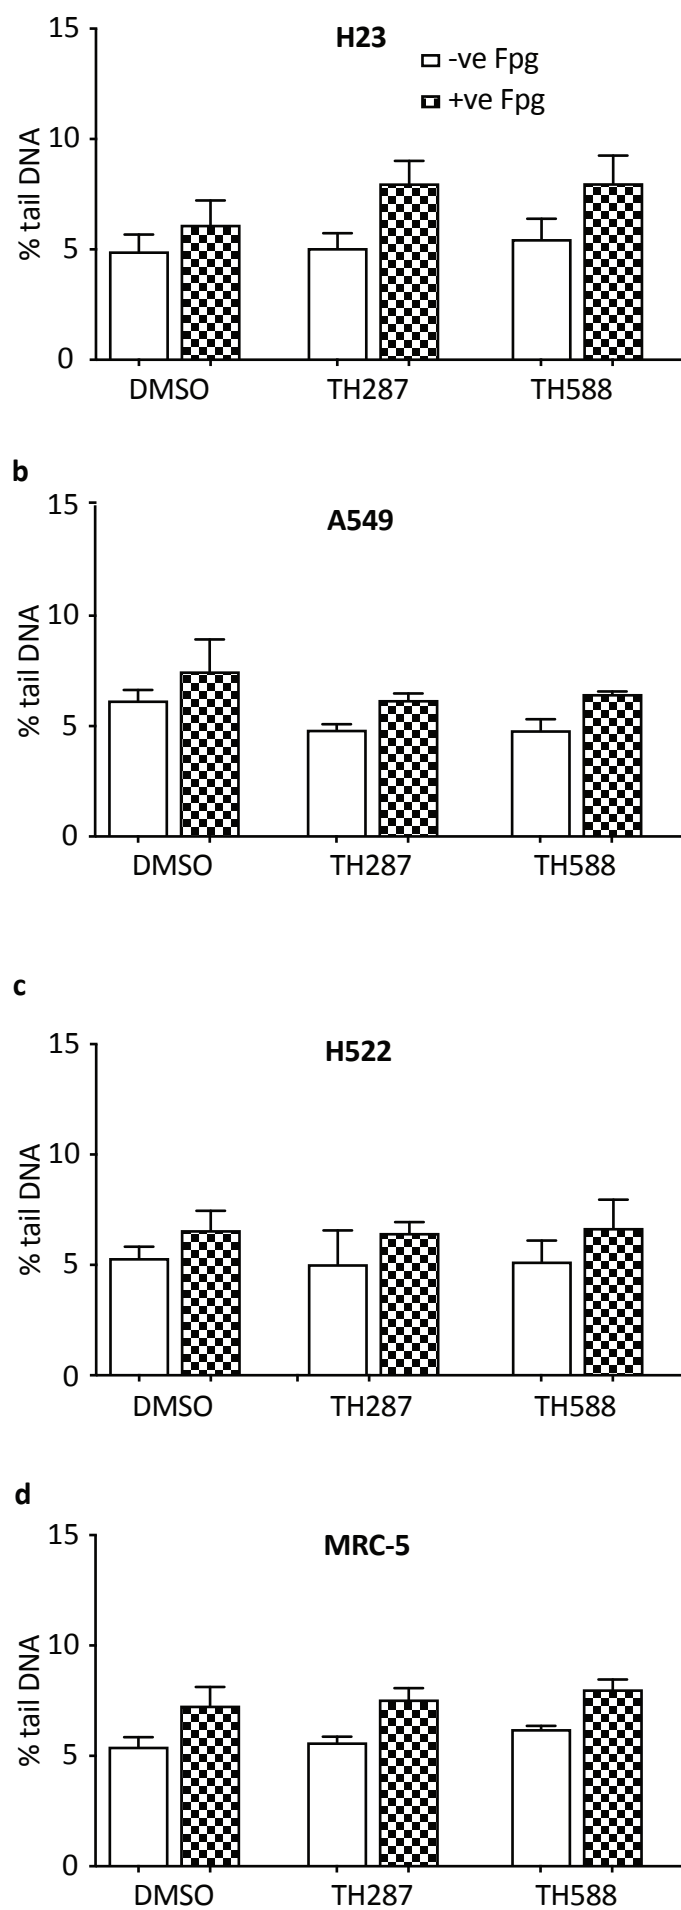 15
H23
-ve Fpg
+ve Fpg
10
% tail DNA
5
0
DMSO TH287 TH588
b
15
A549
10
% tail DNA
5
0
DMSO TH287 TH588
c
15
H522
10
% tail DNA
5
0
DMSO TH287 TH588
d
15
MRC-5
10
% tail DNA
5
0
DMSO TH287 TH588